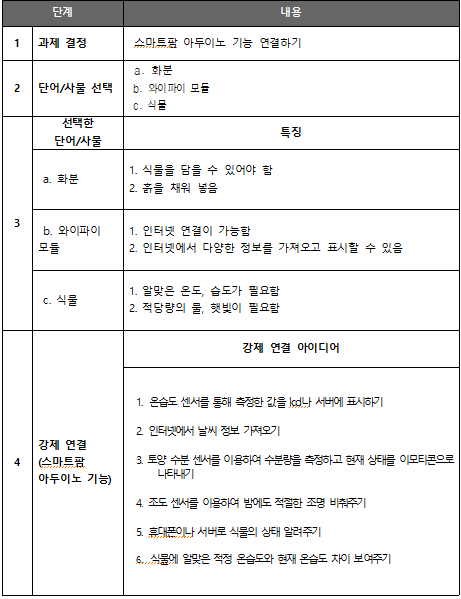 단계 내용
1 과제 결정 스마트팜 아두이노 기능 연결하기
2 단어/사물 선택
a. 화분
b. 와이파이 모듈
c. 식물
3
선택한
단어/사물
특징
a. 화분
1. 식물을 담을 수 있어야 함
2. 흙을 채워 넣음
b. 와이파이
모듈
1. 인터넷 연결이 가능함
2. 인터넷에서 다양한 정보를 가져오고 표시할 수 있음
c. 식물
1. 알맞은 온도, 습도가 필요함
2. 적당량의 물, 햇빛이 필요함
4
강제 연결
(스마트팜
아두이노 기능)
강제 연결 아이디어
1. 온습도 센서를 통해 측정한 값을 lcd나 서버에 표시하기
2. 인터넷에서 날씨 정보 가져오기
3. 토양 수분 센서를 이용하여 수분량을 측정하고 현재 상태를 이모티콘으로
나타내기
4. 조도 센서를 이용하여 밤에도 적절한 조명 비춰주기
5. 휴대폰이나 서버로 식물의 상태 알려주기
6. 식물에 알맞은 적정 온습도와 현재 온습도 차이 보여주기